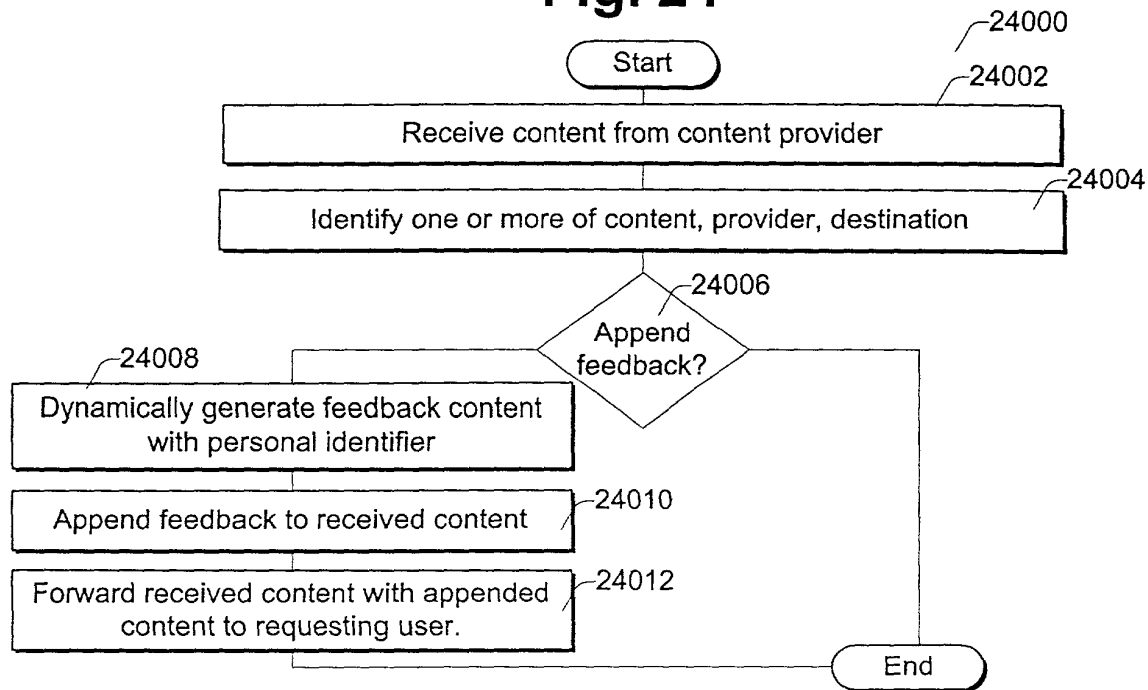 24000
Start
24002
Receive content from content provider
24004
Identify one or more of content, provider, destination
24006
Append
feedback?
24008
Dynamically generate feedback content
with personal identifier
24010
Append feedback to received content
24012
Forward received content with appended
content to requesting user.
End